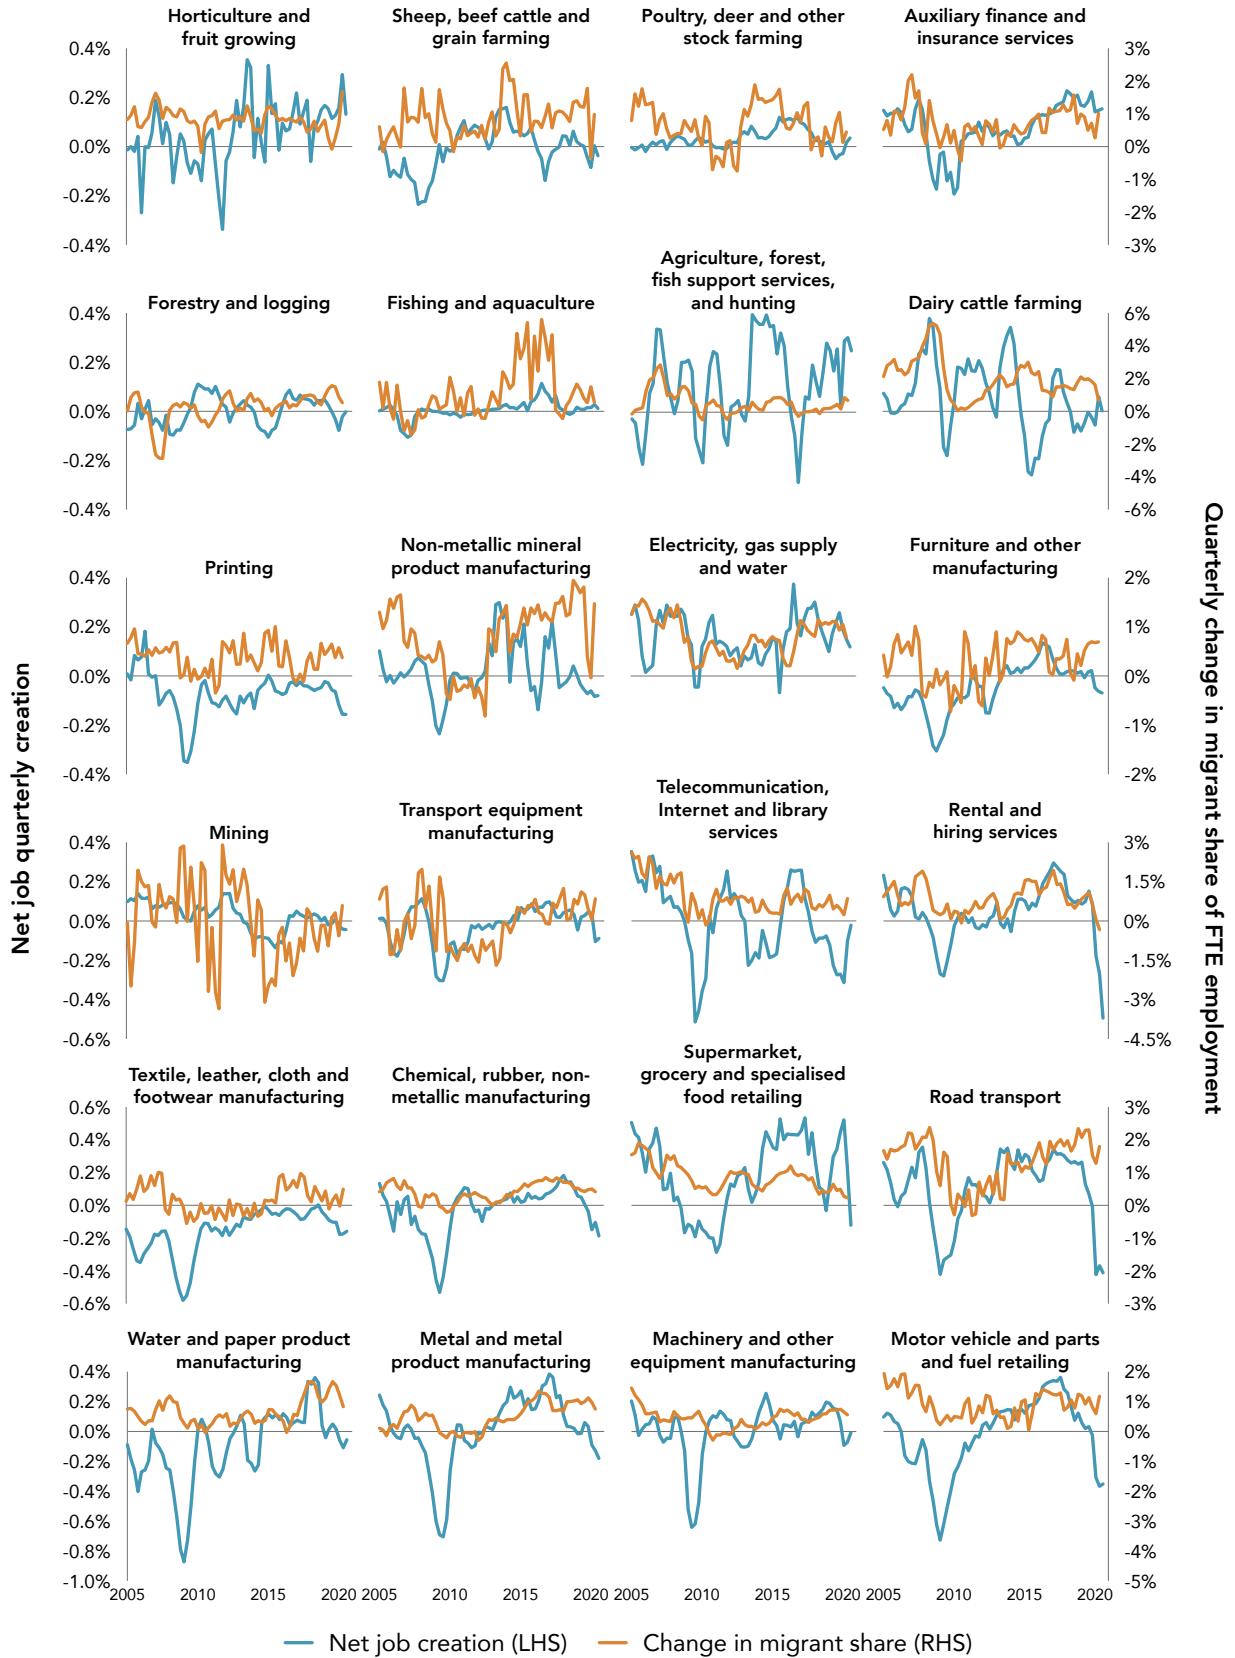 Horticulture and
fruit growing
Sheep, beef cattle and
grain farming
Poultry, deer and other
stock farming
Auxiliary finance and
insurance services
0.4%
0.2%
0.0%
-0.2%
-0.4%
3%
2%
1%
0%
-1%
-2%
-3%
Forestry and logging
Fishing and aquaculture
Agriculture, forest,
fish support services,
and hunting
Dairy cattle farming
0.4%
0.2%
0.0%
-0.2%
-0.4%
6%
4%
2%
0%
-2%
-4%
-6%
Printing
Non-metallic mineral
product manufacturing
Electricity, gas supply
and water
Furniture and other
manufacturing
0.4%
0.2%
0.0%
-0.2%
-0.4%
2%
1%
0%
-1%
-2%
Net job quarterly creation
Quarterly change in migrant share of FTE employment
Mining
Transport equipment
manufacturing
Telecommunication,
Internet and library
services
Rental and
hiring services
0.4%
0.2%
0.0%
-0.2%
-0.4%
-0.6%
3%
1.5%
0%
-1.5%
-3%
-4.5%
Textile, leather, cloth and
footwear manufacturing
Chemical, rubber, non-
metallic manufacturing
Supermarket,
grocery and specialised
food retailing
Road transport
0.6%
0.4%
0.2%
0.0%
-0.2%
-0.4%
-0.6%
3%
2%
1%
0%
-1%
-2%
-3%
Water and paper product
manufacturing
Metal and metal
product manufacturing
Machinery and other
equipment manufacturing
Motor vehicle and parts
and fuel retailing
0.4%
0.2%
0.0%
-0.2%
-0.4%
-0.6%
-0.8%
-1.0%
2%
1%
0%
-1%
-2%
-3%
-4%
-5%
2005 2010 2015 2020 2005 2010 2015 2020 2005 2010 2015 2020 2005 2010 2015 2020
Net job creation (LHS) Change in migrant share (RHS)